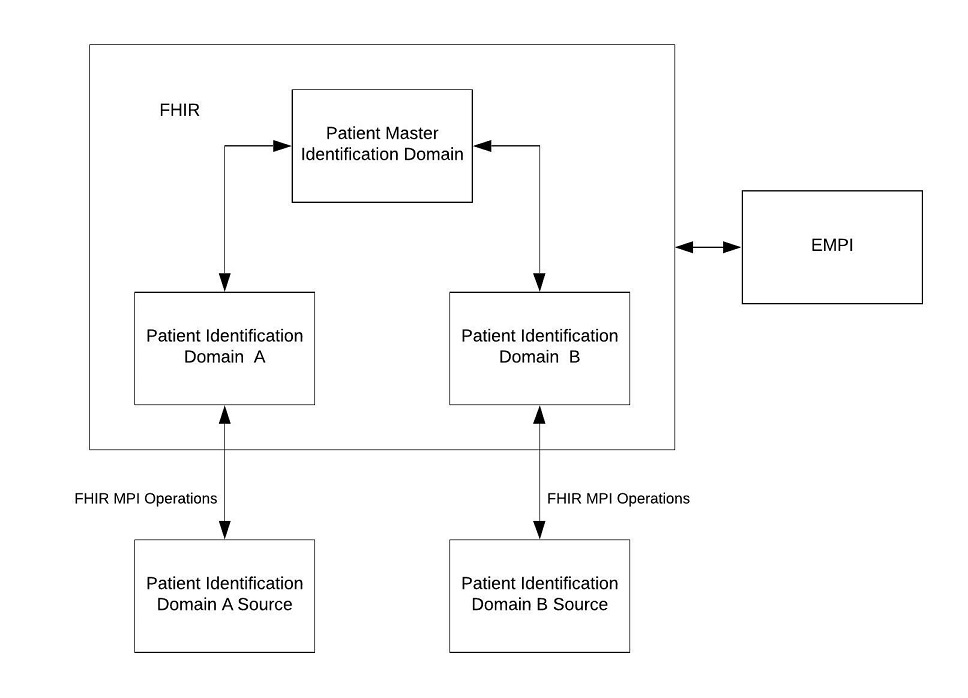 FHIR
Patient Master
Identification Domain
EMPI
Patient Identification
Domain A
Patient Identification
Domain B
FHIR MPI Operations
FHIR MPI Operations
Patient Identification
Domain A Source
Patient Identification
Domain B Source